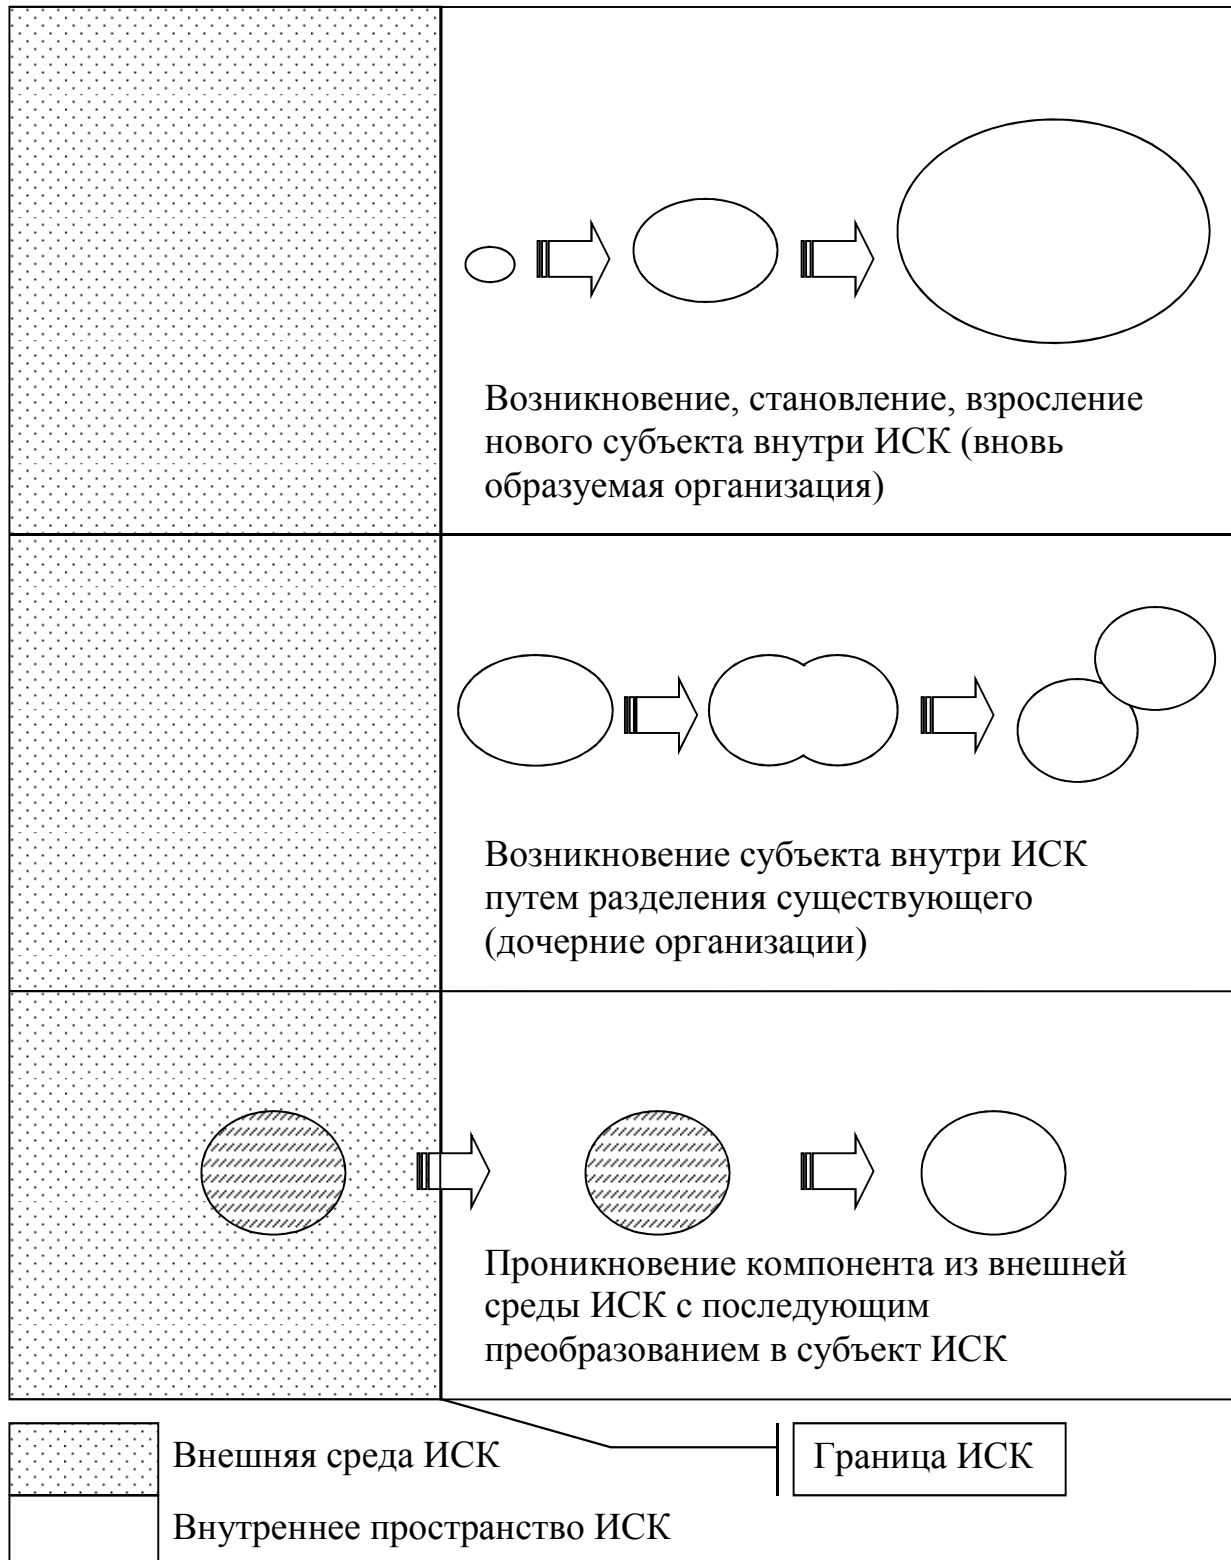 Возникновение, становление, взросление
нового субъекта внутри ИСК (вновь
образуемая организация)
Возникновение субъекта внутри ИСК
путем разделения существующего
(дочерние организации)
Проникновение компонента из внешней
среды ИСК с последующим
преобразованием в субъект ИСК
Внешняя среда ИСК
Граница ИСК
Внутреннее пространство ИСК